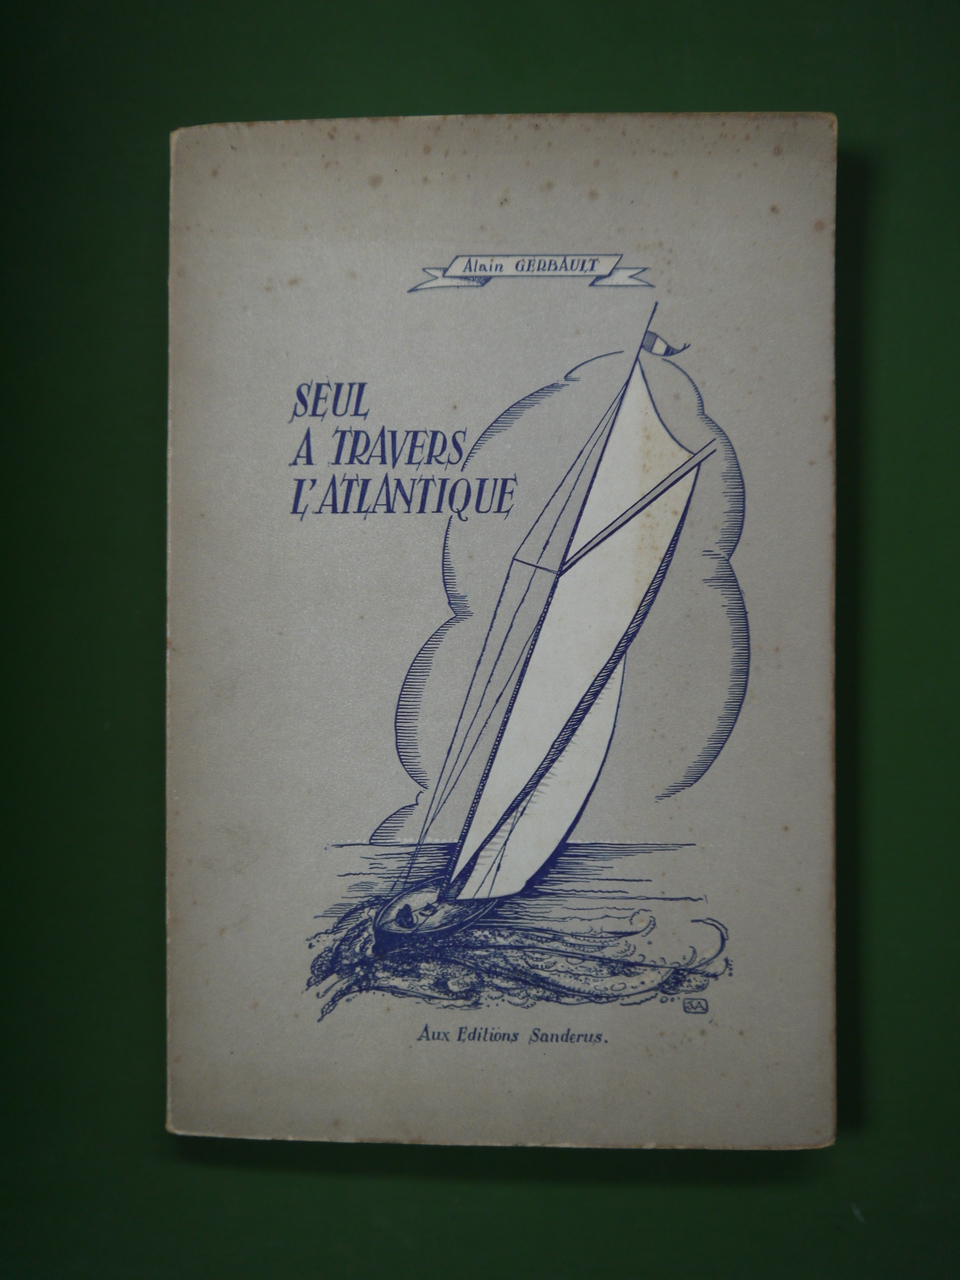 Alain GERBAULT
SEUL
A TRAVERS
L'ATLANTIQUE
Aux Editions Sanderus.